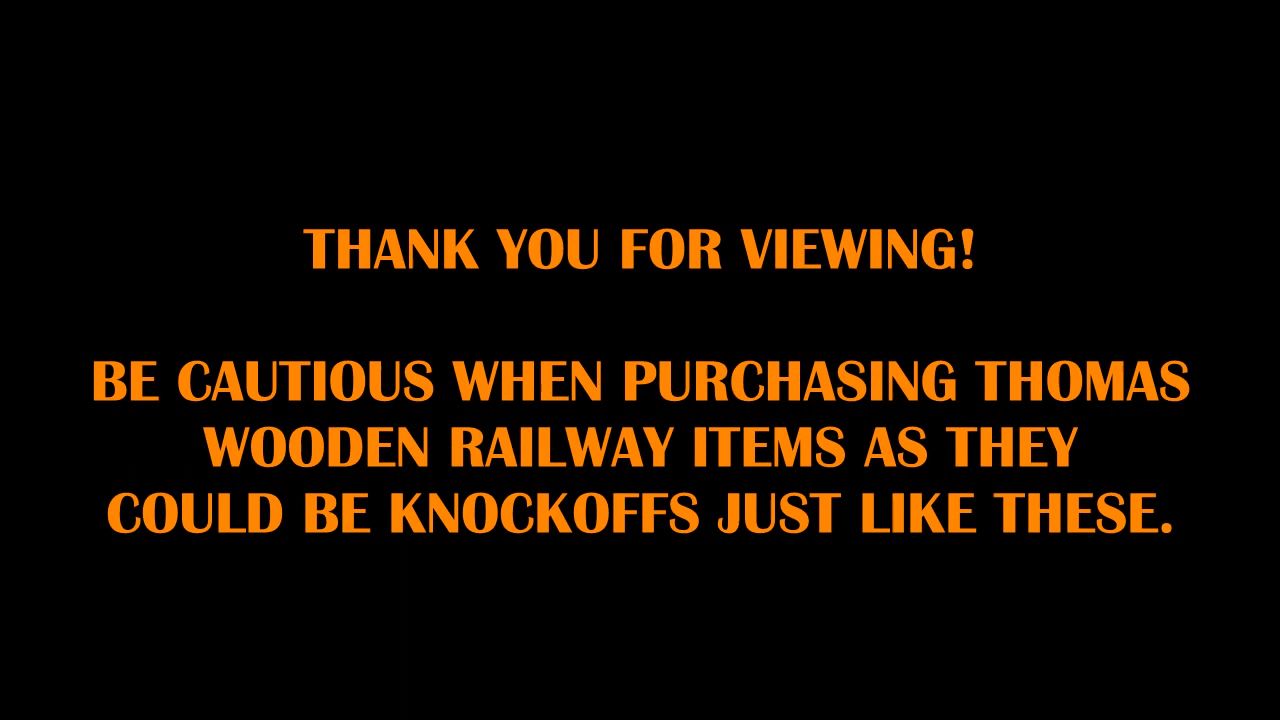 THANK YOU FOR VIEWING!
BE CAUTIOUS WHEN PURCHASING THOMAS
WOODEN RAILWAY ITEMS AS THEY
COULD BE KNOCKOFFS JUST LIKE THESE.